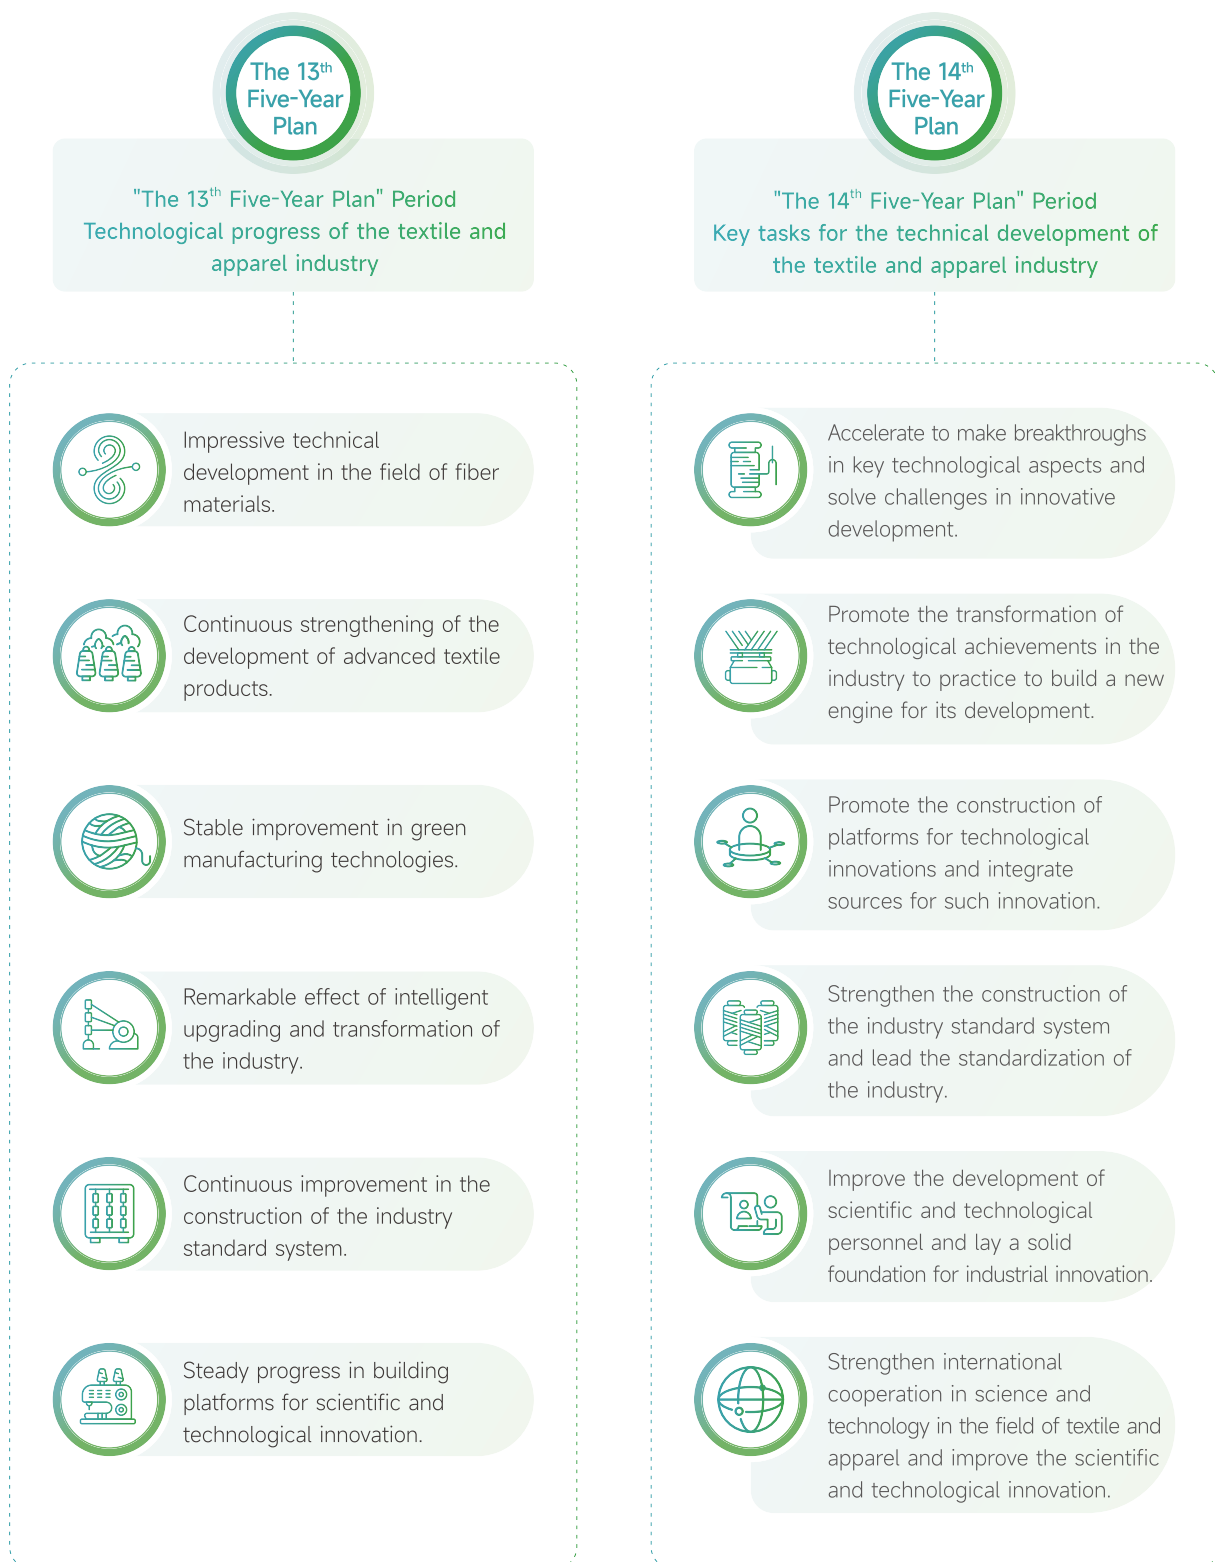 The 13th
Five-Year
Plan
"The 13th Five-Year Plan" Period
Technological progress of the textile and
apparel industry
Impressive technical
development in the field of fiber
materials.
Continuous strengthening of the
development of advanced textile
products.
Stable improvement in green
manufacturing technologies.
Remarkable effect of intelligent
upgrading and transformation of
the industry.
Continuous improvement in the
construction of the industry
standard system.
Steady progress in building
platforms for scientific and
technological innovation.
The 14th
Five-Year
Plan
"The 14th Five-Year Plan" Period
Key tasks for the technical development of
the textile and apparel industry
Accelerate to make breakthroughs
in key technological aspects and
solve challenges in innovative
development.
Promote the transformation of
technological achievements in the
industry to practice to build a new
engine for its development.
Promote the construction of
platforms for technological
innovations and integrate
sources for such innovation.
Strengthen the construction of
the industry standard system
and lead the standardization of
the industry.
Improve the development of
scientific and technological
personnel and lay a solid
foundation for industrial innovation.
Strengthen international
cooperation in science and
technology in the field of textile and
apparel and improve the scientific
and technological innovation.